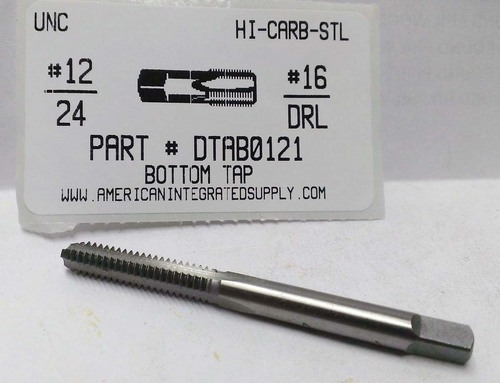 UNC HI-CARB-STL
#12 #16
24 DRL
PART # DTAB0121
BOTTOM TAP
WWW.AMERICANINTEGRATEDSUPPLY.COM